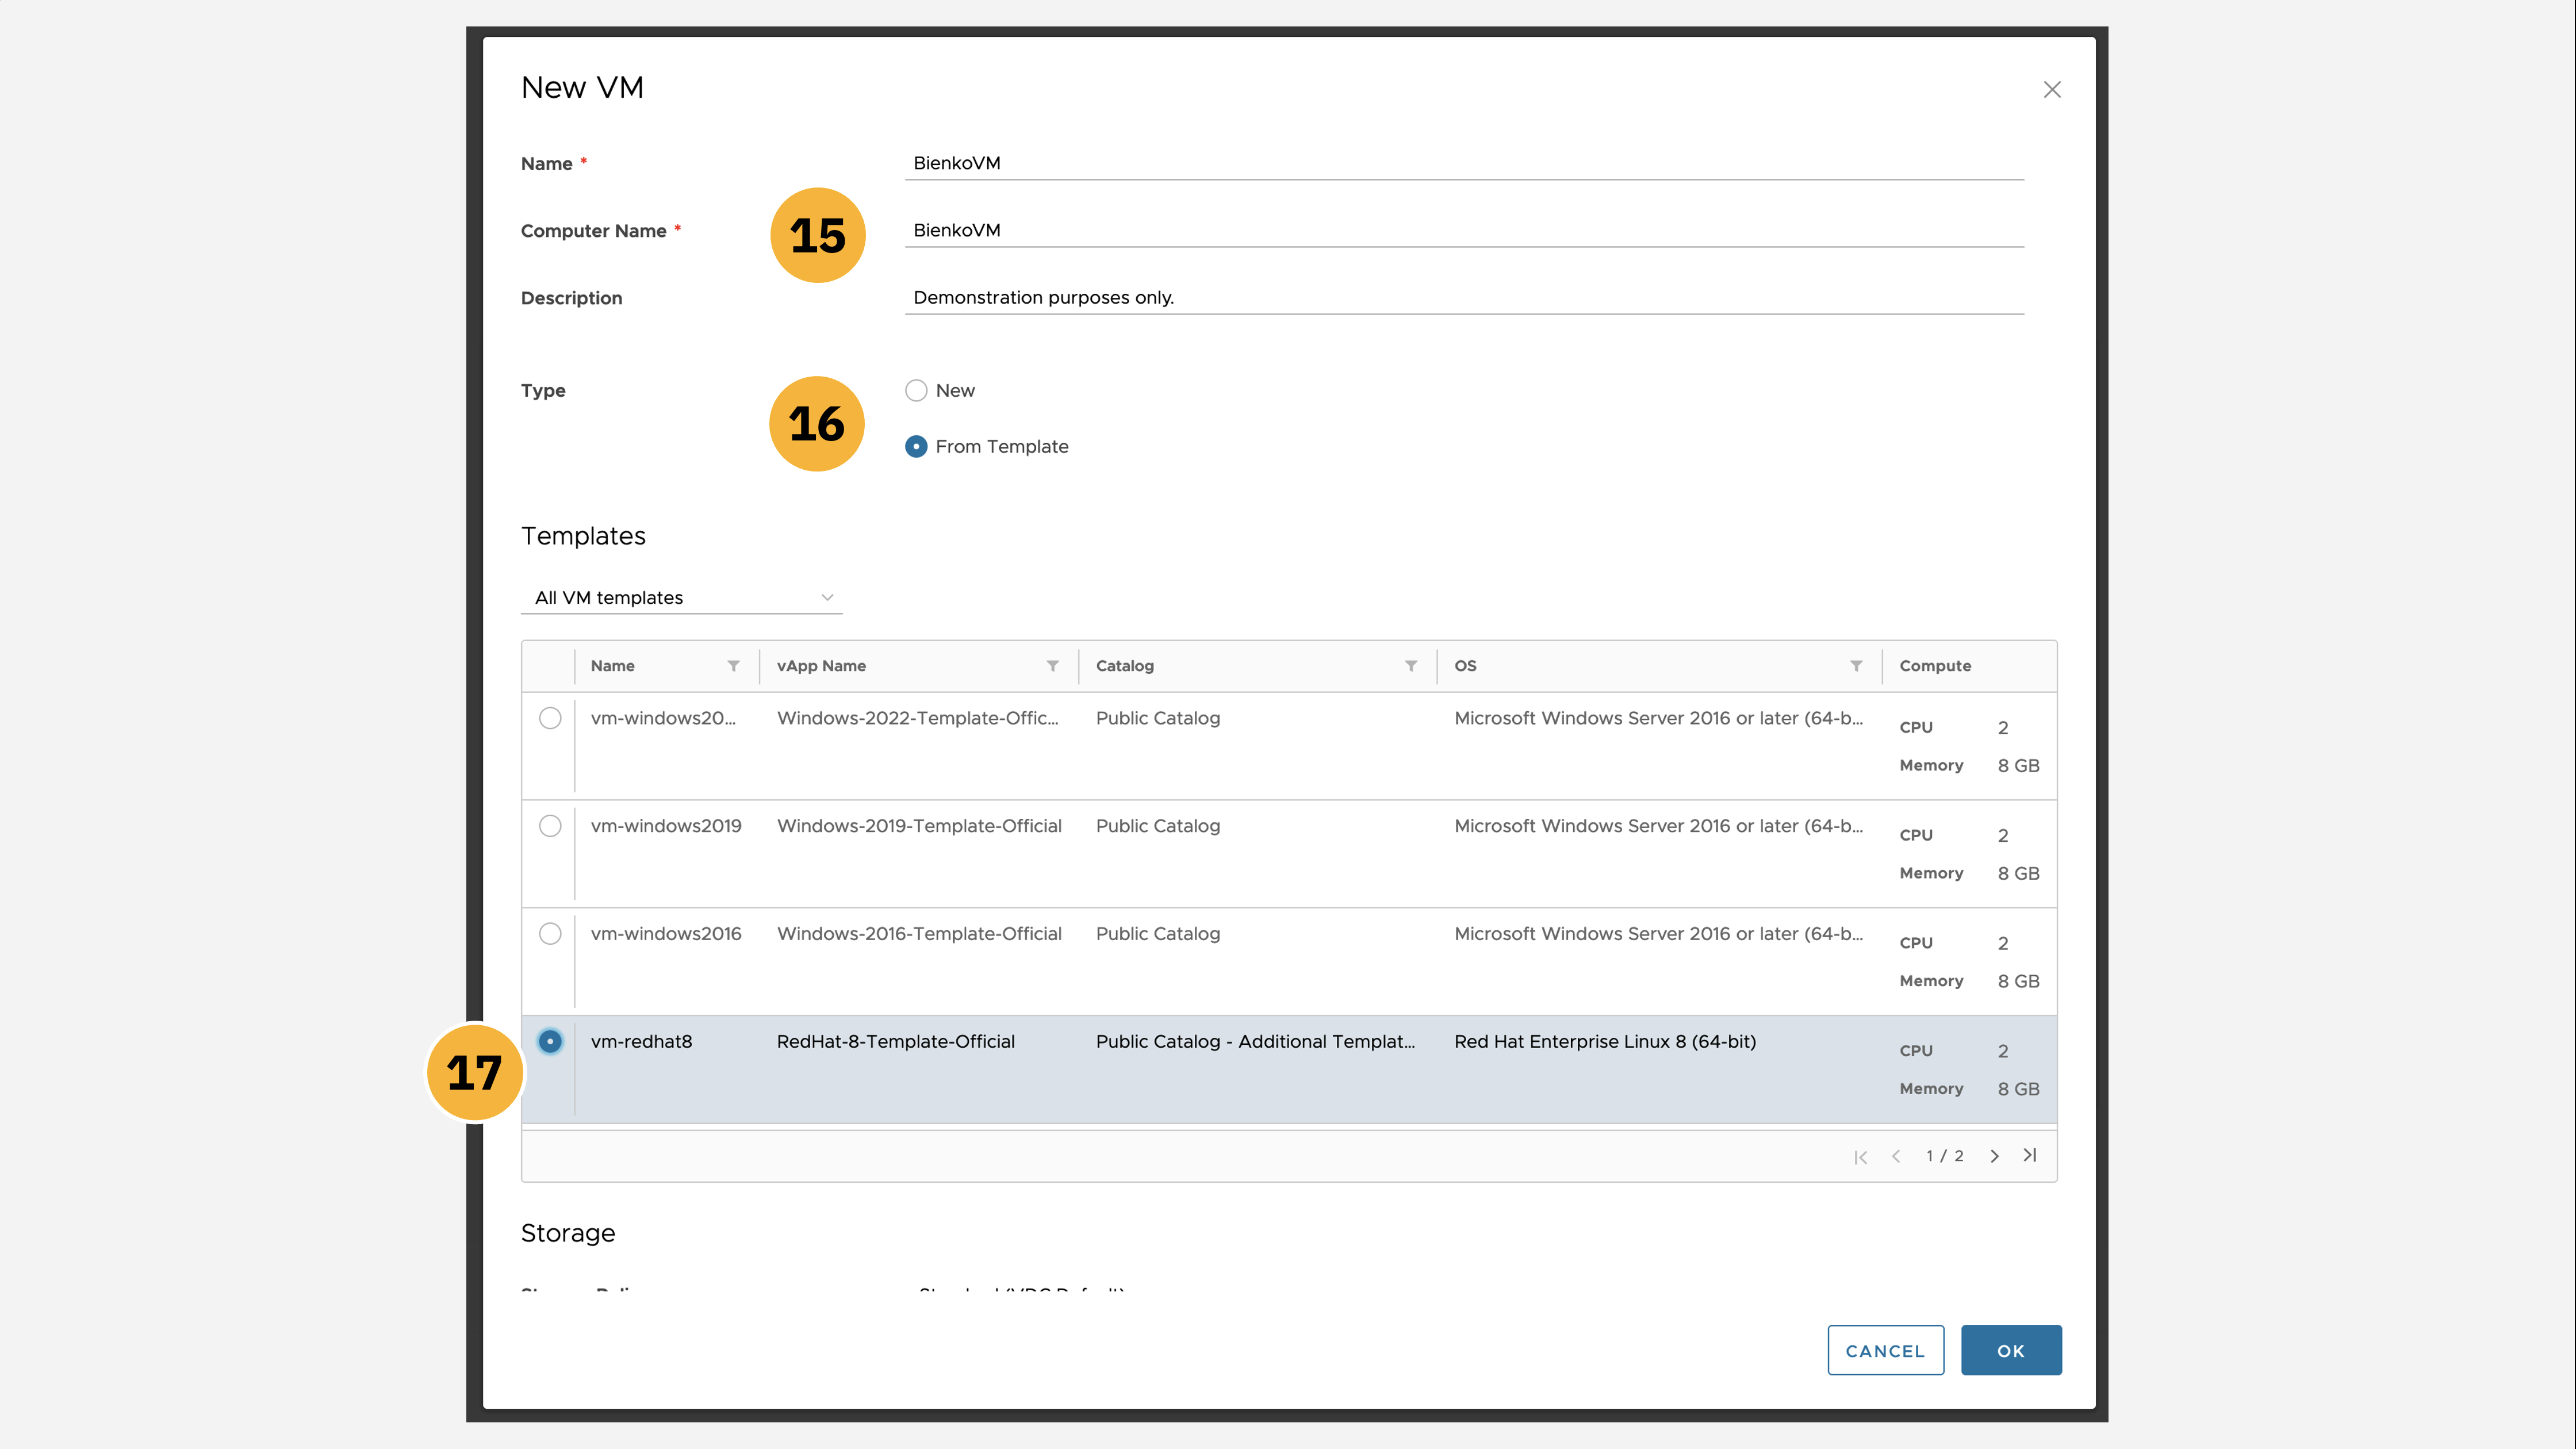 New VM
Name *
BienkoVM
15
Computer Name *
BienkoVM
Description
Demonstration purposes only.
Type
16
New
From Template
Templates
All VM templates
Name vApp Name Catalog OS Compute
vm-windows20... Windows-2022-Template-Offic... Public Catalog Microsoft Windows Server 2016 or later (64-b... CPU 2
Memory 8 GB
vm-windows2019 Windows-2019-Template-Official Public Catalog Microsoft Windows Server 2016 or later (64-b... CPU 2
Memory 8 GB
vm-windows2016 Windows-2016-Template-Official Public Catalog Microsoft Windows Server 2016 or later (64-b... CPU 2
Memory 8 GB
17
vm-redhat8 RedHat-8-Template-Official Public Catalog - Additional Templat... Red Hat Enterprise Linux 8 (64-bit) CPU 2
Memory 8 GB
1 / 2
Storage
CANCEL OK